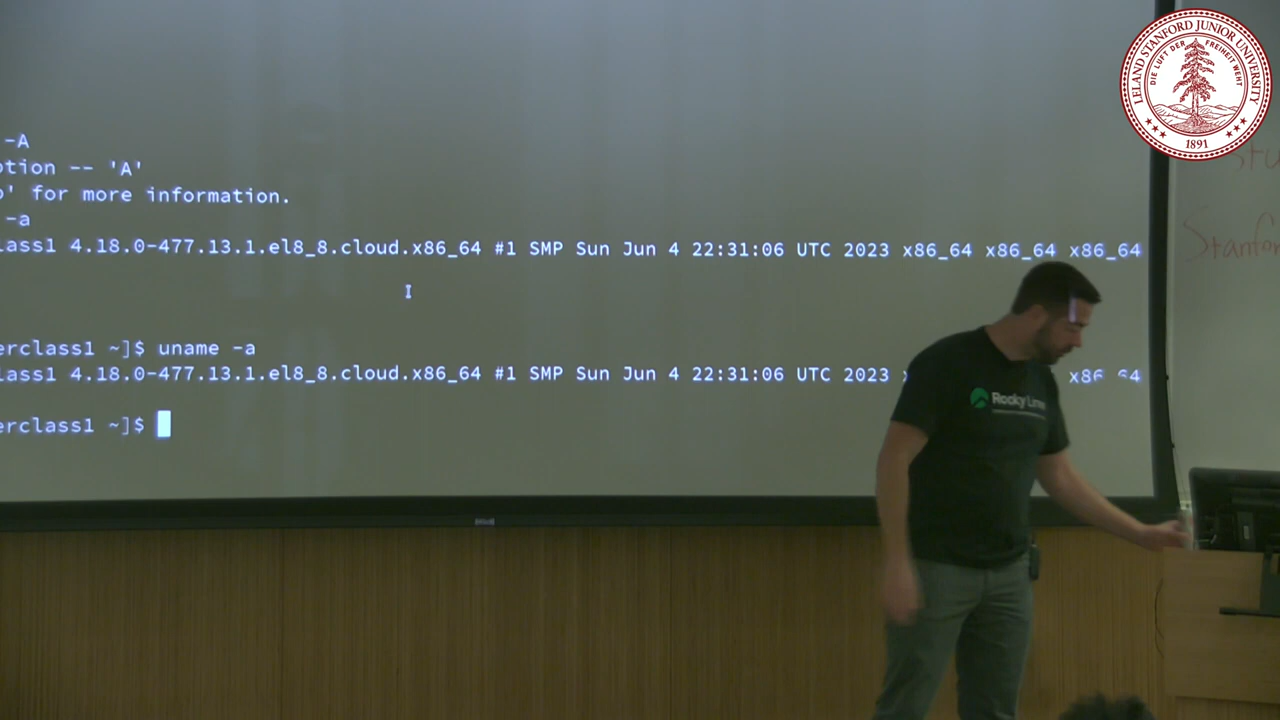 -A
ption -- 'A'
' for more information.
-a
lass1 4.18.0-477.13.1.el8_8.cloud.x86_64 #1 SMP Sun Jun 4 22:31:06 UTC 2023 x86_64 x86_64 x86_64
erclass1 ~]$ uname -a
lass1 4.18.0-477.13.1.el8_8.cloud.x86_64 #1 SMP Sun Jun 4 22:31:06 UTC 2023 x86_64
erclass1 ~]$
Rocky Linux
LELAND STANFORD JUNIOR UNIVERSITY
DIE LUFT DER FREIHEIT WEHT
1891
Stanfor